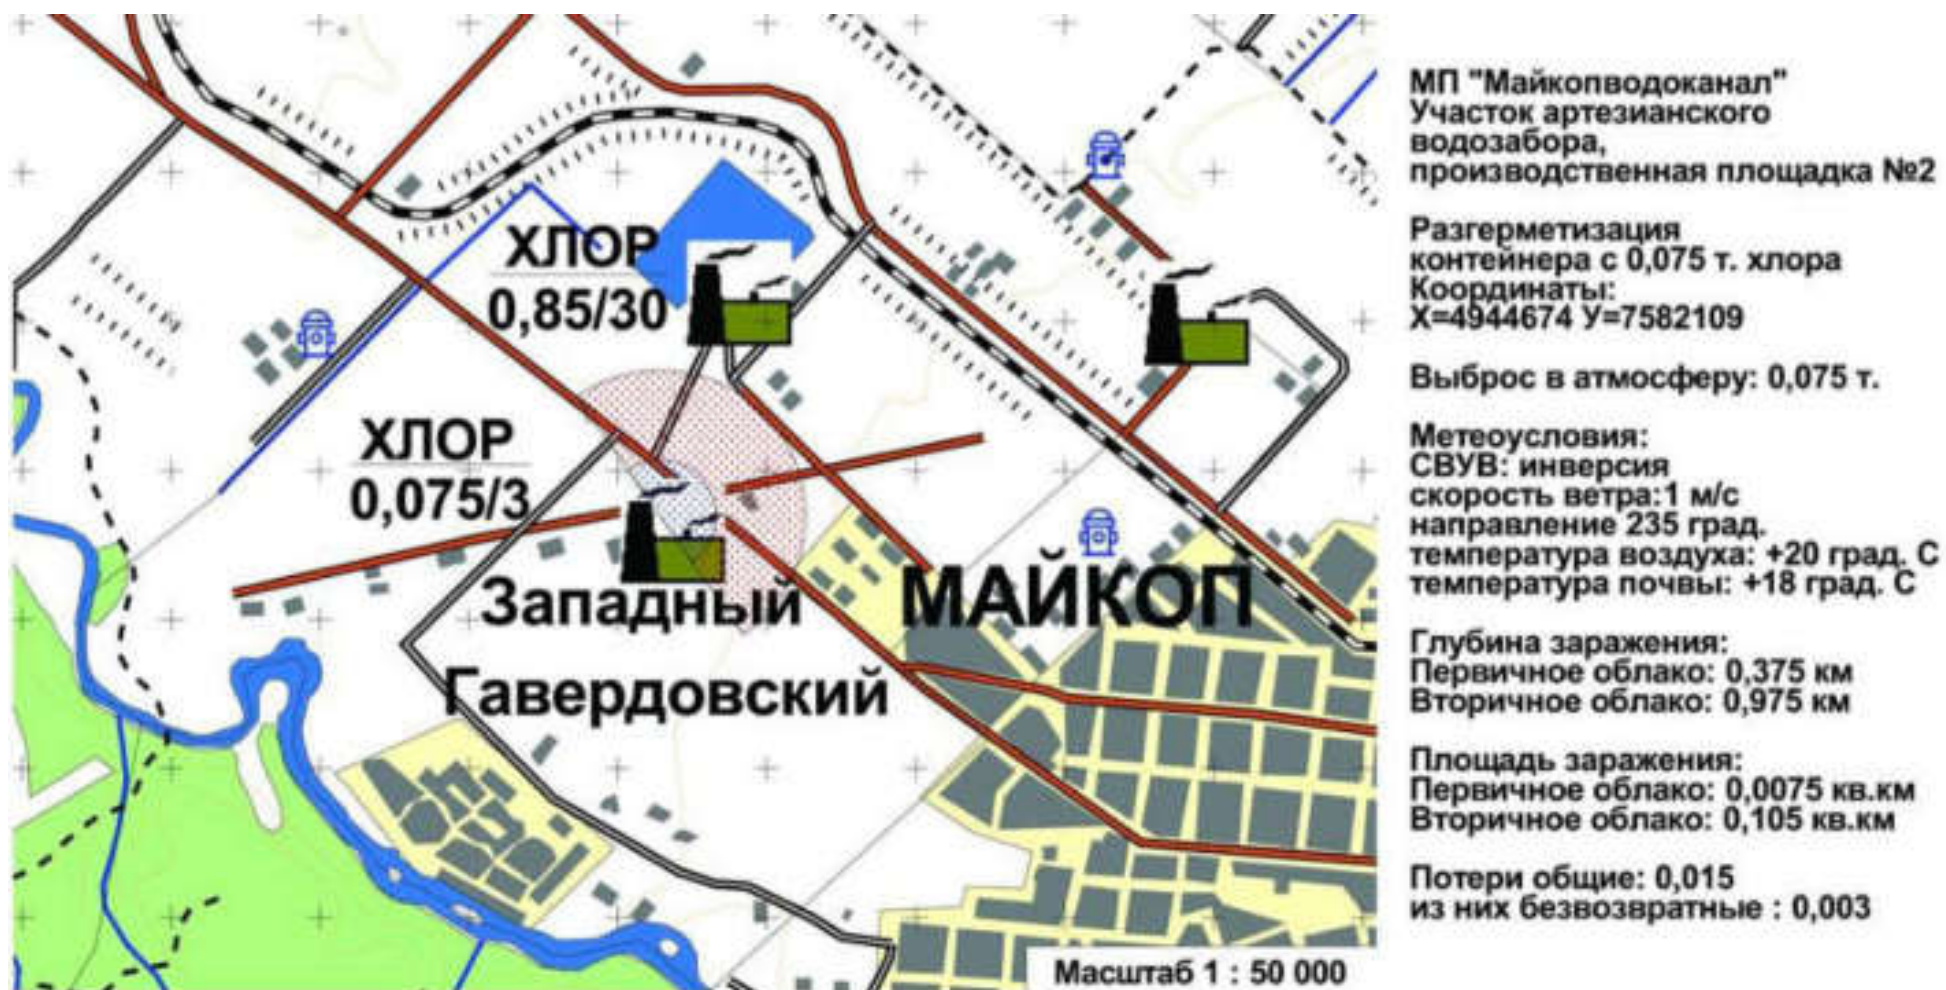 ХЛОР
0,85/30
ХЛОР
0,075/3
Западный
МАЙКОП
Гавердовский
Масштаб 1 : 50 000
МП "Майкопводоканал"
Участок артезианского
водозабора,
производственная площадка №2
Разгерметизация
контейнера с 0,075 т. хлора
Координаты:
X=4944674 У=7582109
Выброс в атмосферу: 0,075 т.
Метеоусловия:
СВУВ: инверсия
скорость ветра:1 м/с
направление 235 град.
температура воздуха: +20 град. С
температура почвы: +18 град. С
Глубина заражения:
Первичное облако: 0,375 км
Вторичное облако: 0,975 км
Площадь заражения:
Первичное облако: 0,0075 кв.км
Вторичное облако: 0,105 кв.км
Потери общие: 0,015
из них безвозвратные : 0,003